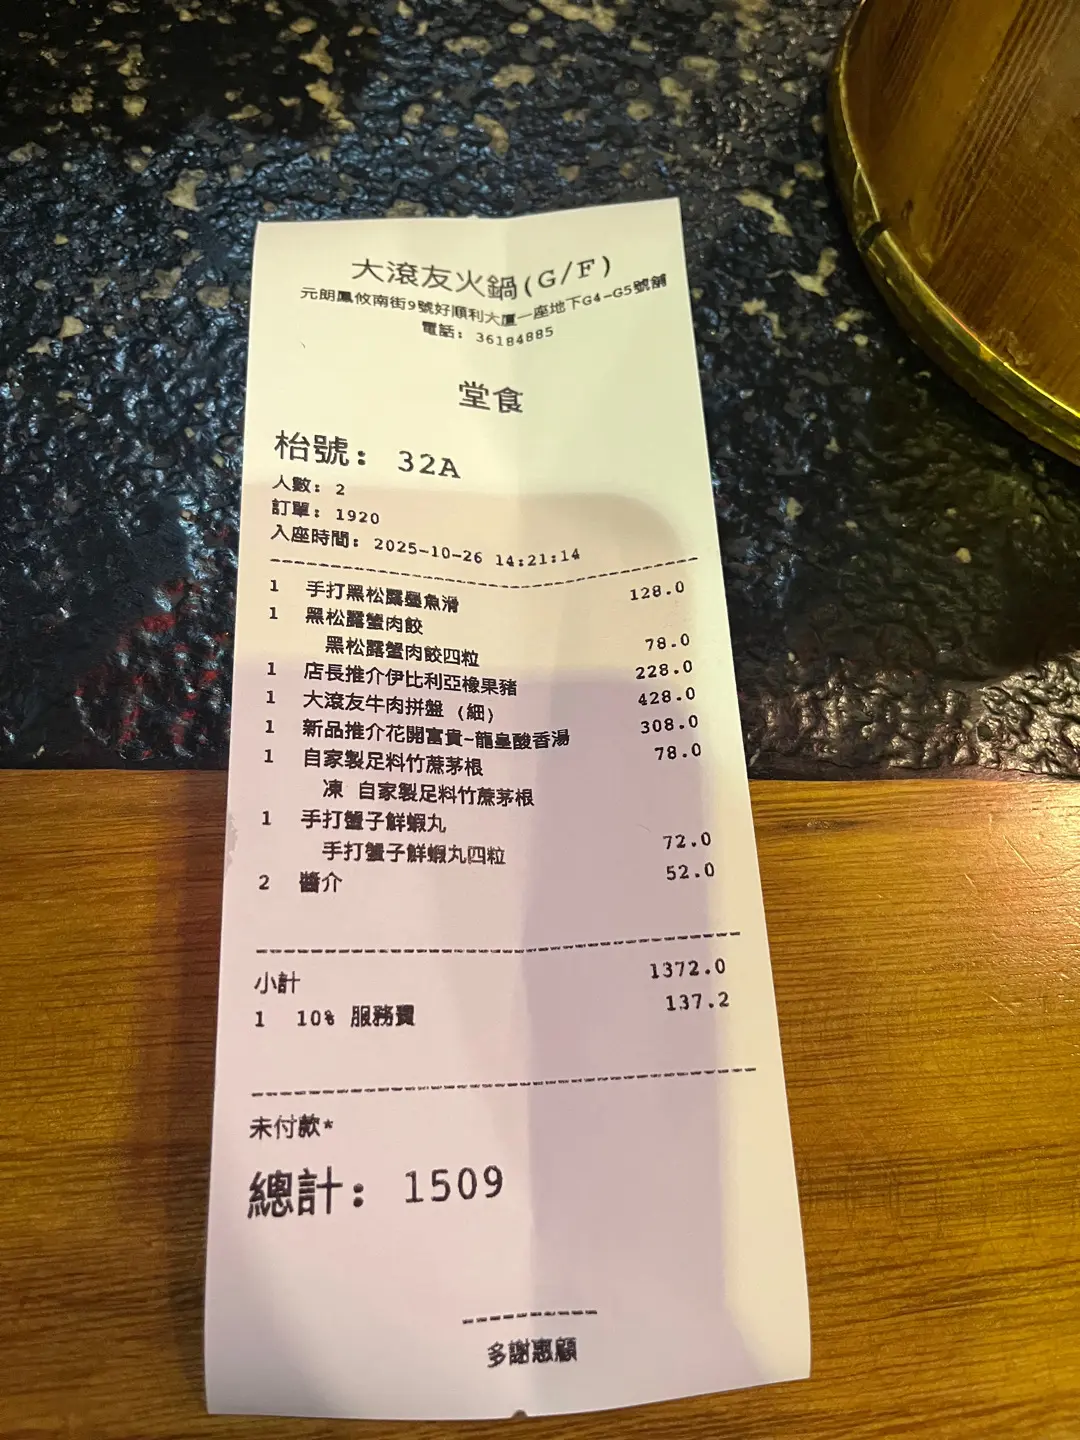 大滾友火鍋(G/F)
元朗鳳攸南街9號好順利大廈一座地下G4-G5號舖
電話: 36184885
堂食
枱號: 32A
人數: 2
訂單: 1920
入座時間: 2025-10-26 14:21:14
1 手打黑松露墨魚滑 128.0
1 黑松露蟹肉餃
黑松露蟹肉餃四粒 78.0
1 店長推介伊比利亞橡果豬 228.0
1 大滾友牛肉拼盤 (細) 428.0
1 新品推介花開富貴~龍皇酸香湯 308.0
1 自家製足料竹蔗茅根 78.0
凍 自家製足料竹蔗茅根
1 手打蟹子鮮蝦丸
手打蟹子鮮蝦丸四粒 72.0
2 醬介 52.0
小計 1372.0
1 10% 服務費 137.2
未付款*
總計: 1509
多謝惠顧